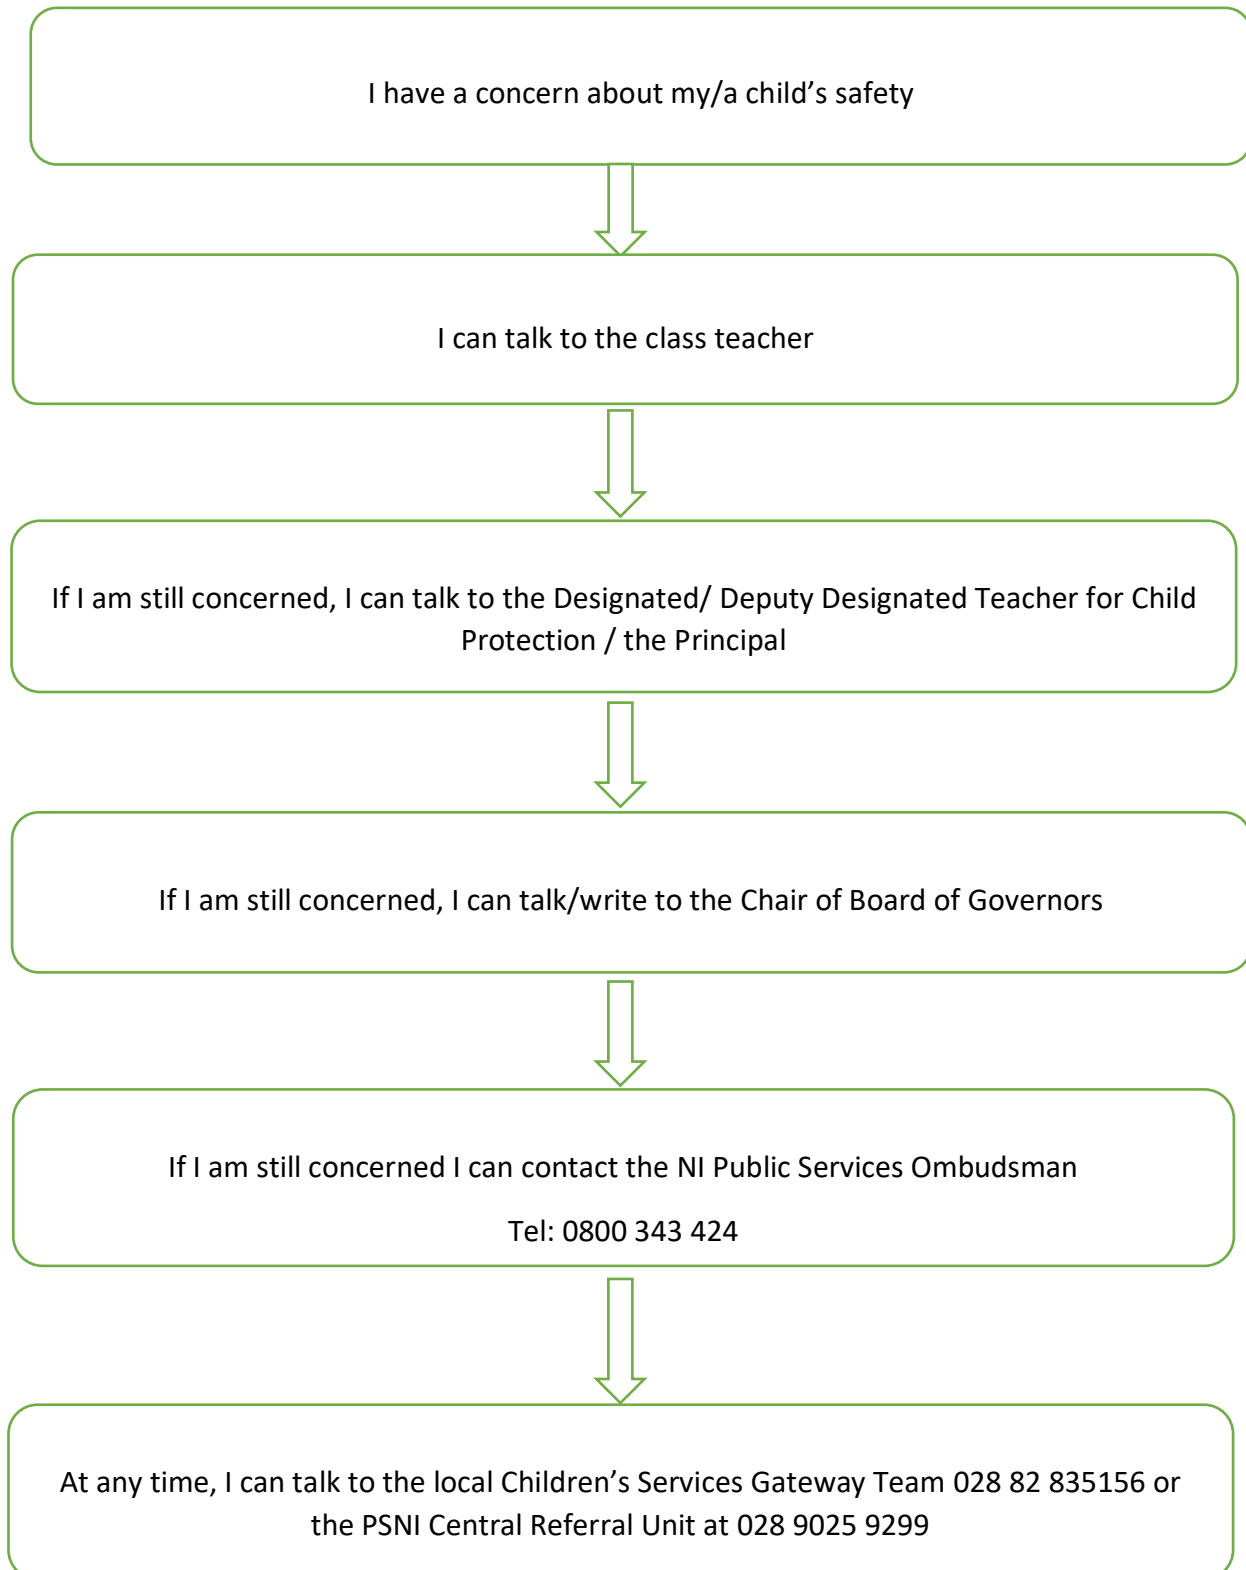 I have a concern about my/a child’s safety
I can talk to the class teacher
If I am still concerned, I can talk to the Designated/ Deputy Designated Teacher for Child
Protection / the Principal
If I am still concerned, I can talk/write to the Chair of Board of Governors
If I am still concerned I can contact the NI Public Services Ombudsman
Tel: 0800 343 424
At any time, I can talk to the local Children’s Services Gateway Team 028 82 835156 or
the PSNI Central Referral Unit at 028 9025 9299